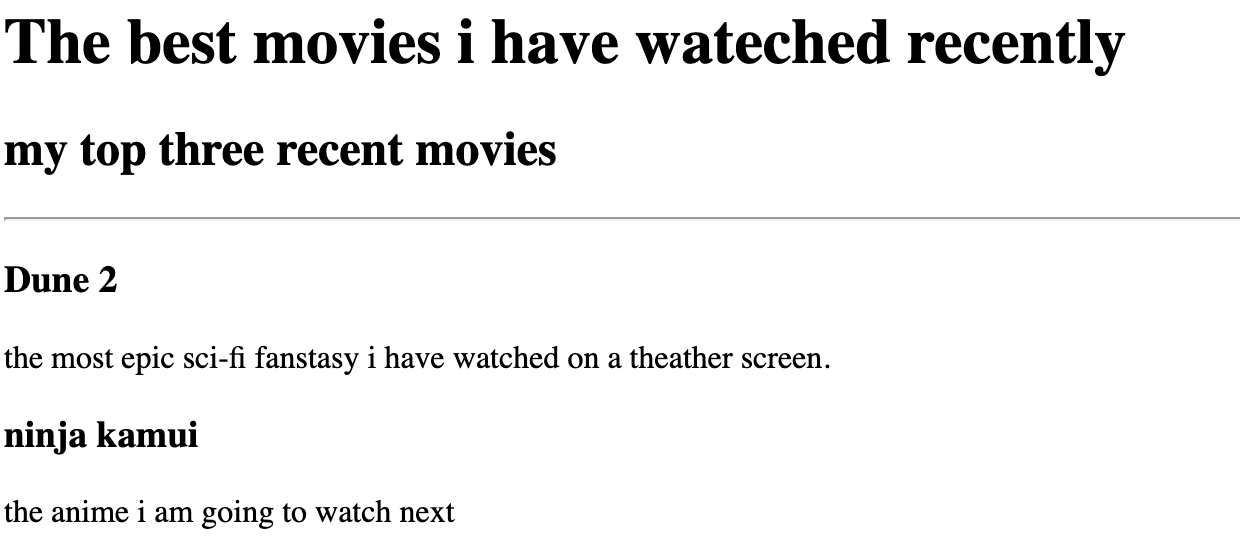 The best movies i have wateched recently
my top three recent movies
Dune 2
the most epic sci-fi fanstasy i have watched on a theather screen.
ninja kamui
the anime i am going to watch next